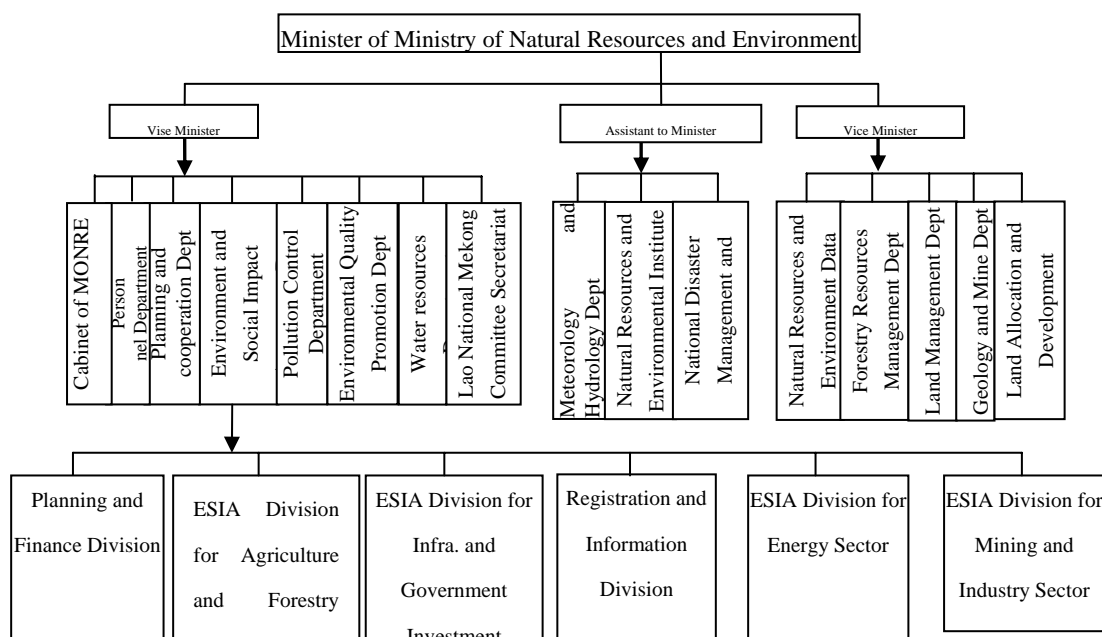 Minister of Ministry of Natural Resources and Environment
Vise Minister
Assistant to Minister
Vice Minister
Cabinet of MONRE
Person
nel Department
Planning and
cooperation Dept
Environment and
Social Impact
Pollution Control
Department
Environmental Quality
Promotion Dept
Water resources
Lao National Mekong
Committee Secretariat
Meteorology and
Hydrology Dept
Natural Resources and
Environmental Institute
National Disaster
Management and
Natural Resources and
Environment Data
Forestry Resources
Management Dept
Land Management Dept
Geology and Mine Dept
Land Allocation and
Development
Planning and
Finance Division
ESIA Division
for Agriculture
and Forestry
ESIA Division for
Infra. and
Government
Investment
Registration and
Information
Division
ESIA Division for
Energy Sector
ESIA Division for
Mining and
Industry Sector